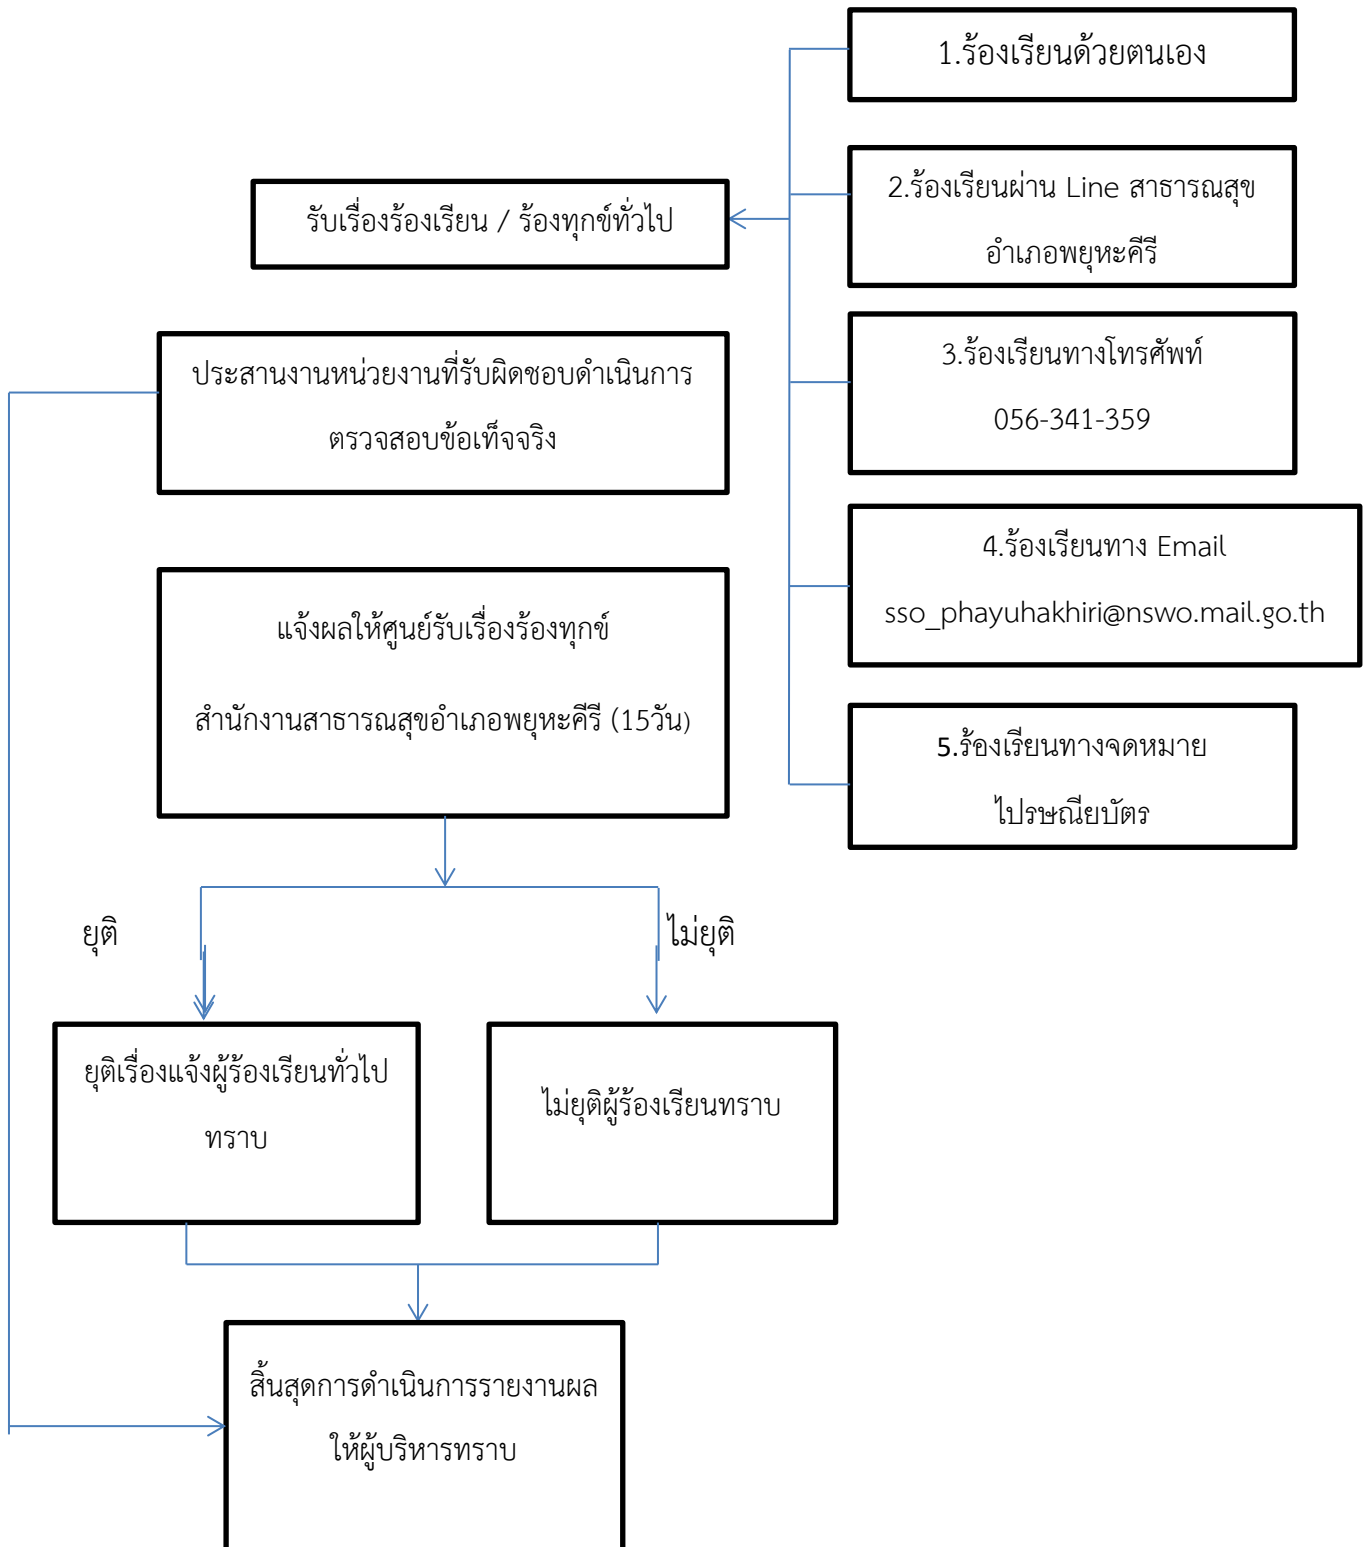 1.ร้องเรียนด้วยตนเอง
2.ร้องเรียนผ่าน Line สาธารณสุข
อำเภอพยุหะคีรี
รับเรื่องร้องเรียน / ร้องทุกข์ทั่วไป
3.ร้องเรียนทางโทรศัพท์
056-341-359
ประสานงานหน่วยงานที่รับผิดชอบดำเนินการ
ตรวจสอบข้อเท็จจริง
4.ร้องเรียนทาง Email
sso_phayuhakhiri@nswo.mail.go.th
แจ้งผลให้ศูนย์รับเรื่องร้องทุกข์
สำนักงานสาธารณสุขอำเภอพยุหะคีรี (15วัน)
5.ร้องเรียนทางจดหมาย
ไปรษณียบัตร
ยุติ
ไม่ยุติ
ยุติเรื่องแจ้งผู้ร้องเรียนทั่วไป
ทราบ
ไม่ยุติผู้ร้องเรียนทราบ
สิ้นสุดการดำเนินการรายงานผล
ให้ผู้บริหารทราบ